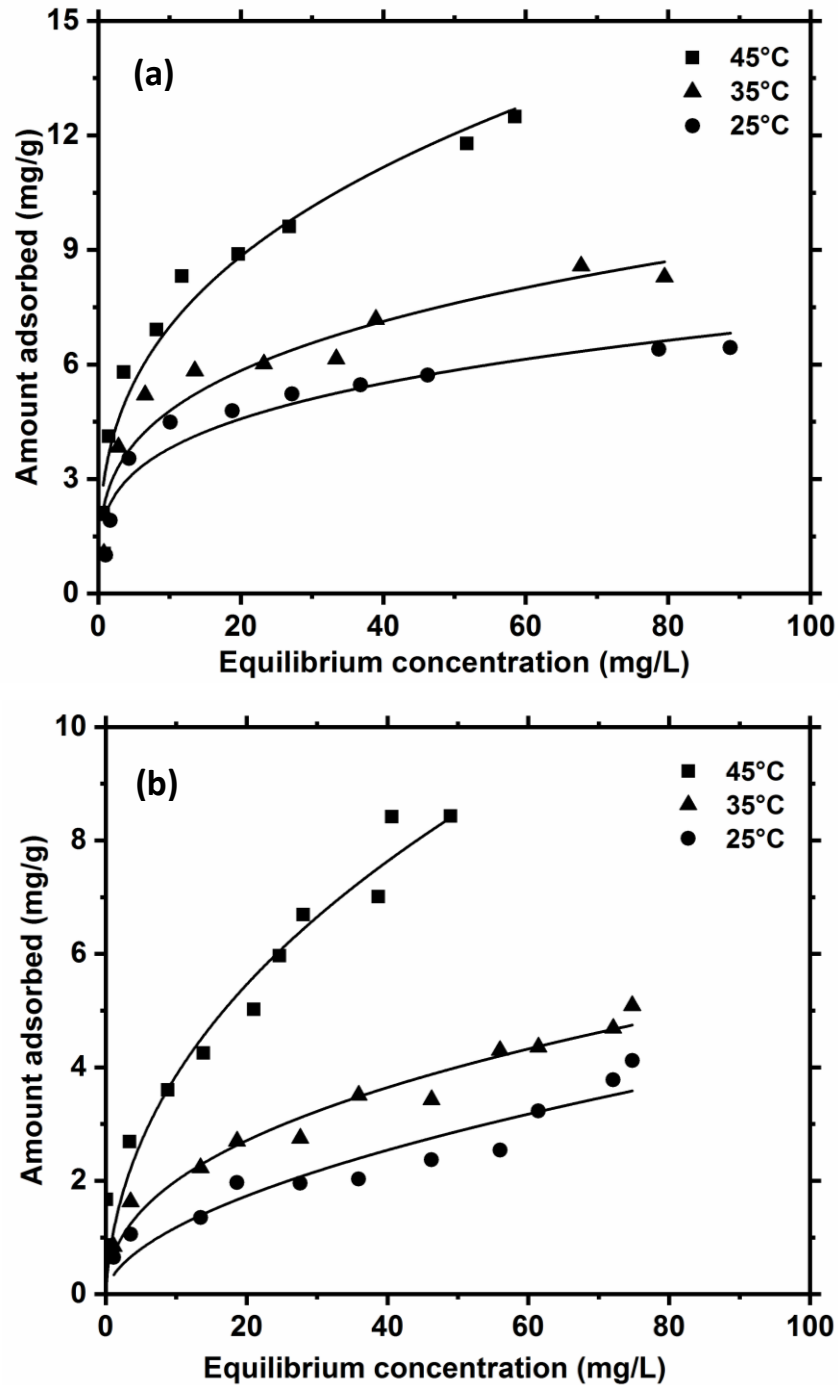 15
12
9
6
3
0
Amount adsorbed (mg/g)
(a)
45°C
35°C
25°C
0 20 40 60 80 100
Equilibrium concentration (mg/L)
10
8
6
4
2
0
Amount adsorbed (mg/g)
(b)
45°C
35°C
25°C
0 20 40 60 80 100
Equilibrium concentration (mg/L)